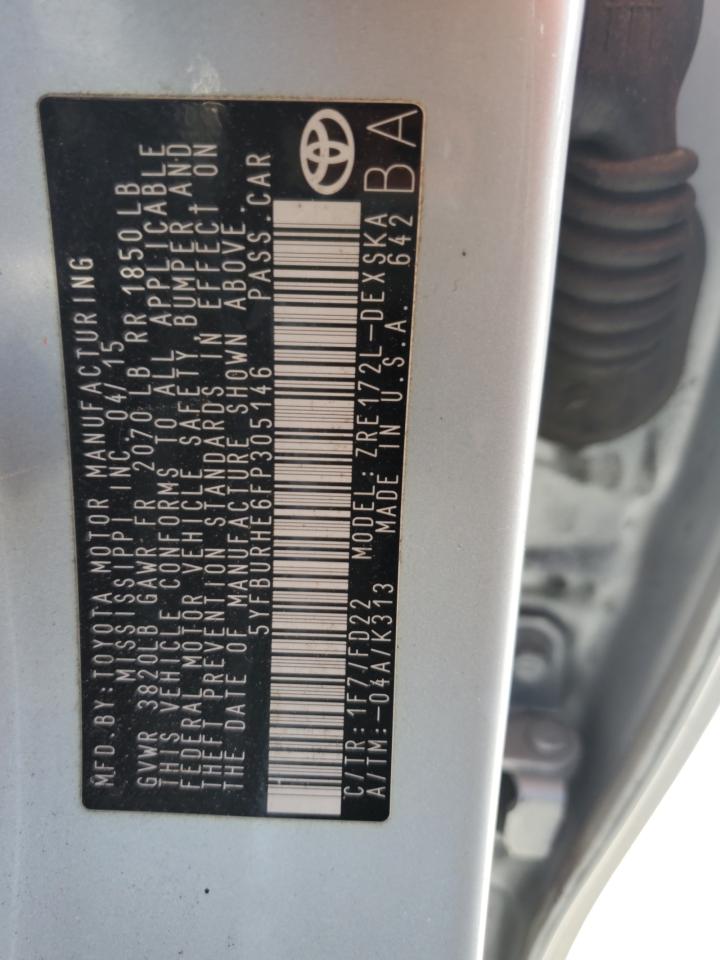 MFD.BY:TOYOTA MOTOR MANUFACTURING
MISSISSIPPI INC. 04/15
GVWR 3820LB GAWR FR 2070 LB RR 1850 LB
THIS VEHICLE CONFORMS TO ALL APPLICABLE
FEDERAL MOTOR VEHICLE SAFETY, BUMPER AND
THEFT PREVENTION STANDARDS IN EFFECT ON
THE DATE OF MANUFACTURE SHOWN ABOVE.
5YFBURHE6FP305146 PASS.CAR
C/TR:1F7/FD22 MODEL:ZRE172L-DEXSKA
A/TM:-04A/K313 MADE IN U.S.A. 642
BA